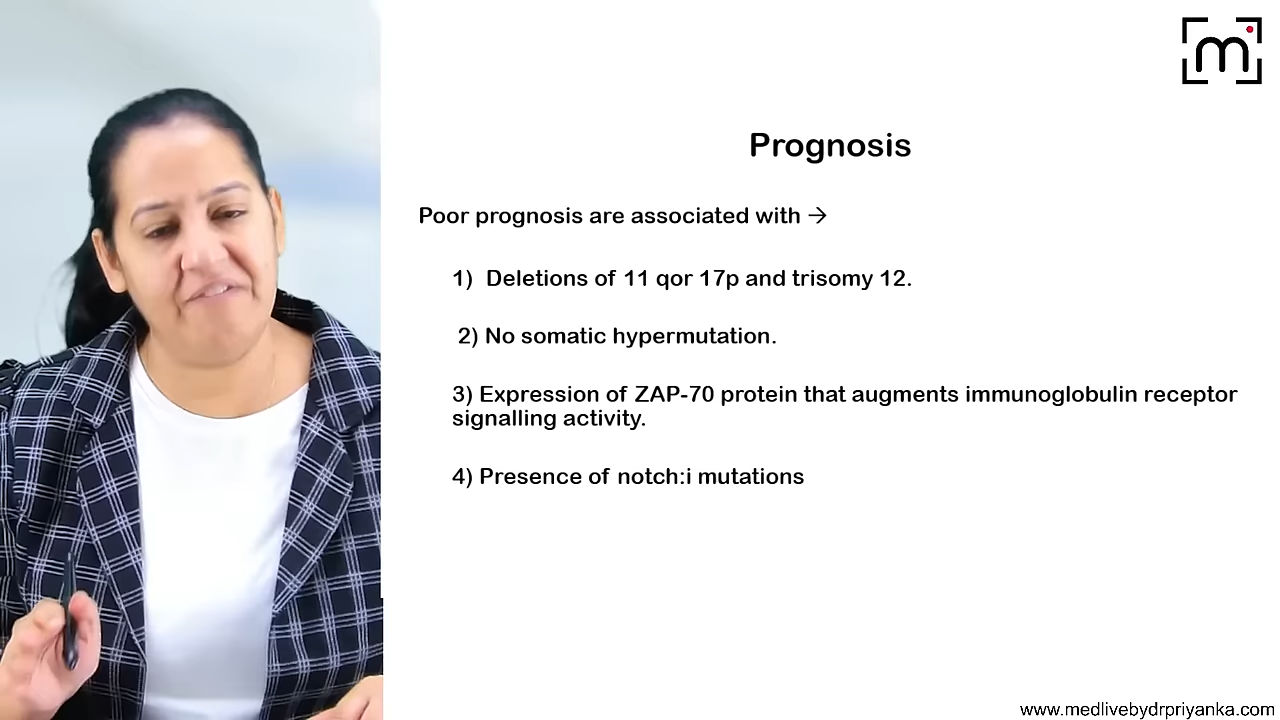 m
Prognosis
Poor prognosis are associated with →
1) Deletions of 11 qor 17p and trisomy 12.
2) No somatic hypermutation.
3) Expression of ZAP-70 protein that augments immunoglobulin receptor
signalling activity.
4) Presence of notch:i mutations
www.medlivebydrpriyanka.com